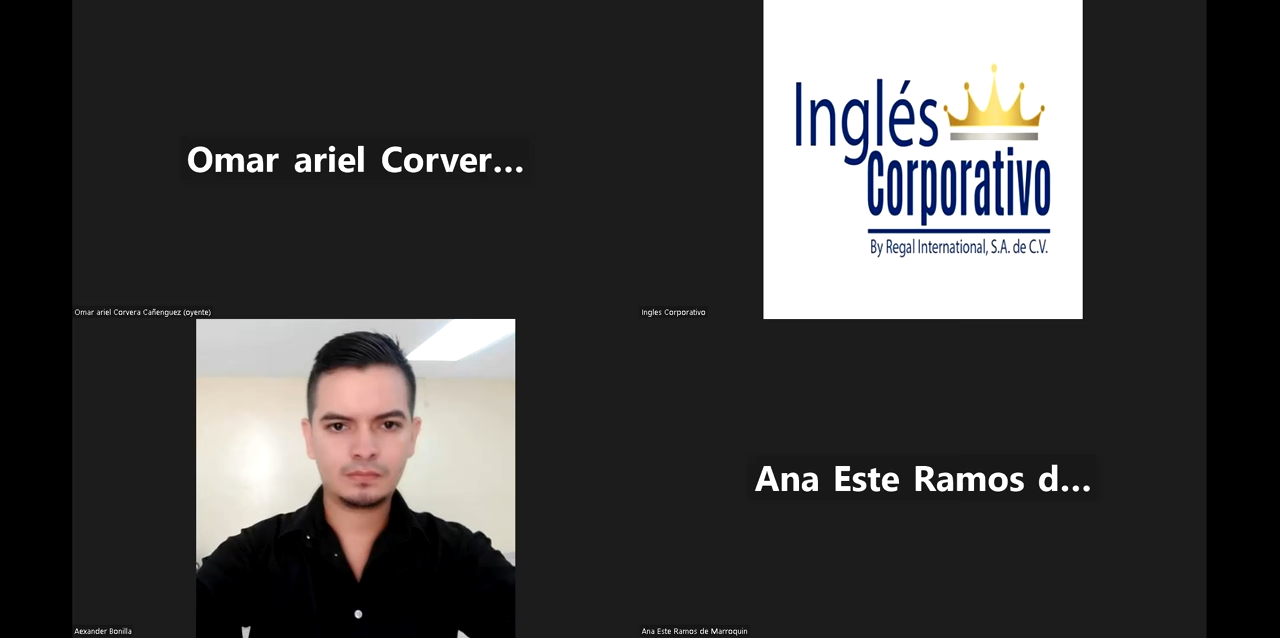 Omar ariel Corver...
Inglés
Corporativo
By Regal International, S.A. de C.V.
Omar ariel Corvera Cañenguez (oyente)
Ingles Corporativo
Ana Este Ramos d...
Aexander Bonilla
Ana Este Ramos de Marroquin